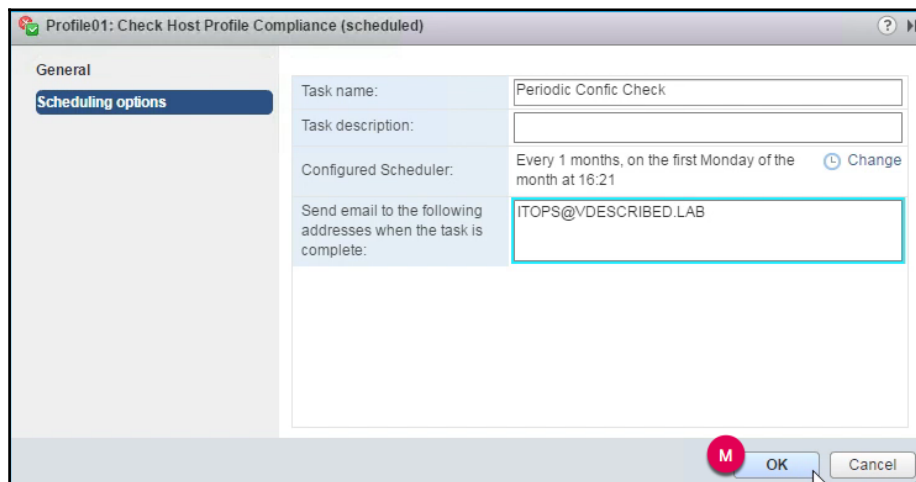 Profile01: Check Host Profile Compliance (scheduled)
?
General
Scheduling options
Task name:
Periodic Confic Check
Task description:
Configured Scheduler:
Every 1 months, on the first Monday of the
month at 16:21
Change
Send email to the following
addresses when the task is
complete:
ITOPS@VDESCRIBED.LAB
M
OK
Cancel